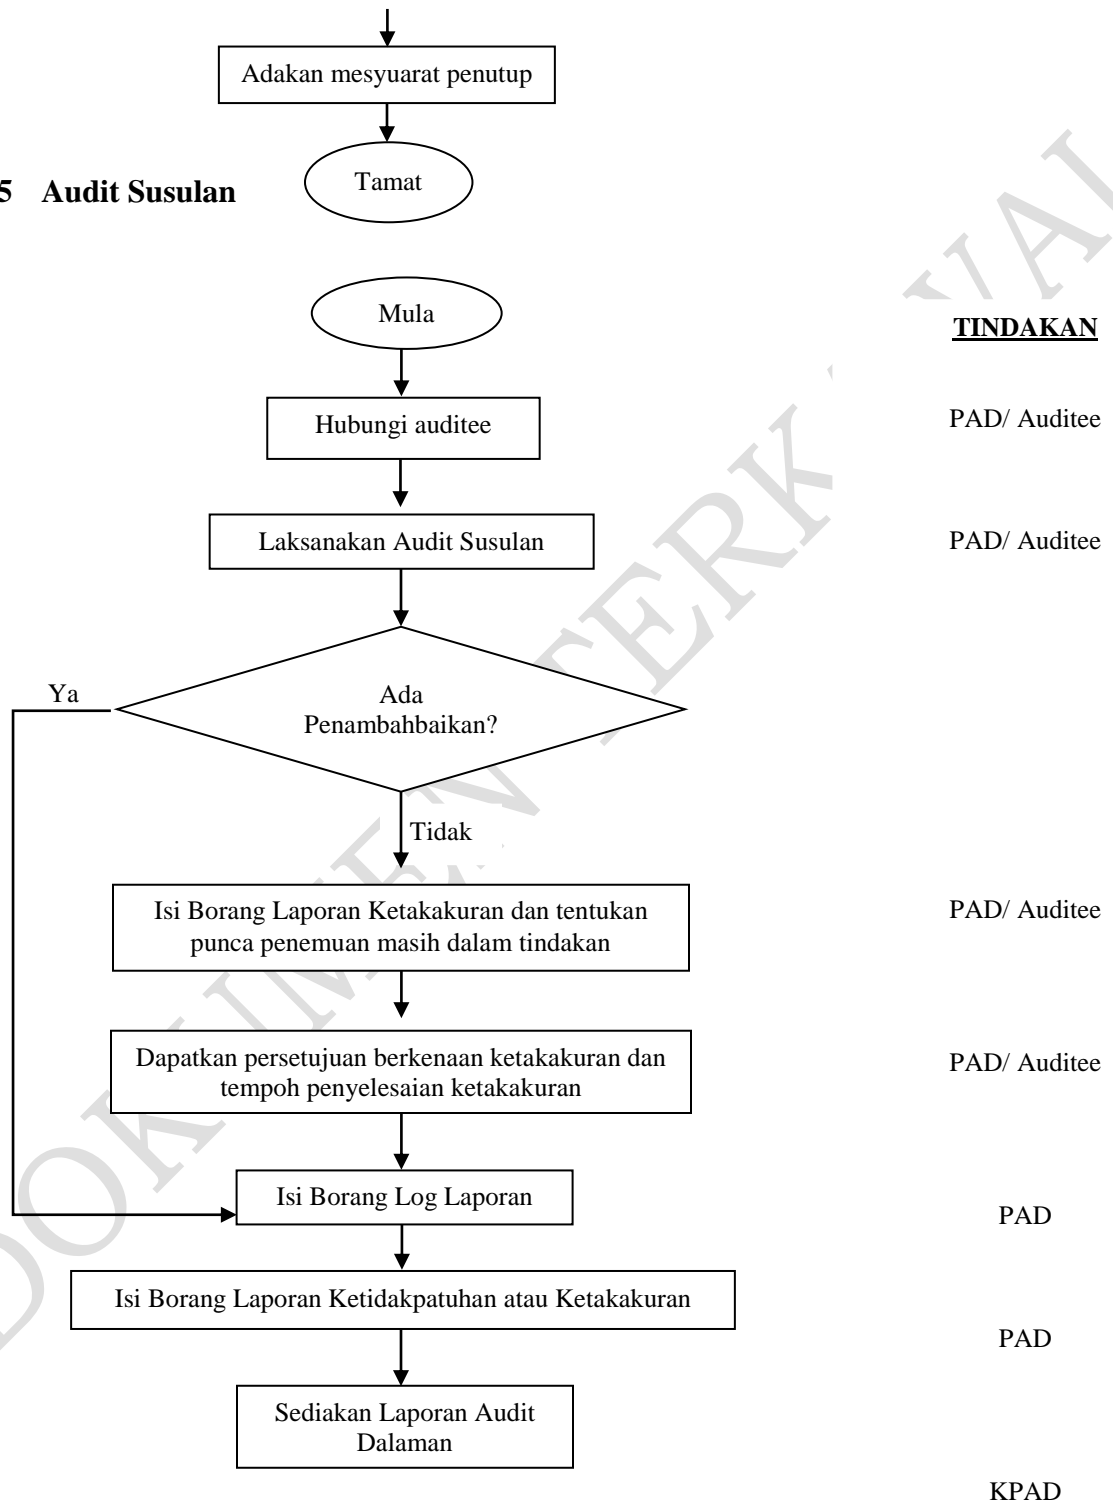 Adakan mesyuarat penutup
Tamat
5 Audit Susulan
Mula
TINDAKAN
Hubungi auditee
PAD/ Auditee
Laksanakan Audit Susulan
PAD/ Auditee
Ya
Ada
Penambahbaikan?
Tidak
Isi Borang Laporan Ketakakuran dan tentukan
punca penemuan masih dalam tindakan
PAD/ Auditee
Dapatkan persetujuan berkenaan ketakakuran dan
tempoh penyelesaian ketakakuran
PAD/ Auditee
Isi Borang Log Laporan
PAD
Isi Borang Laporan Ketidakpatuhan atau Ketakakuran
PAD
Sediakan Laporan Audit
Dalaman
KPAD
DOKUMEN TERK VAL